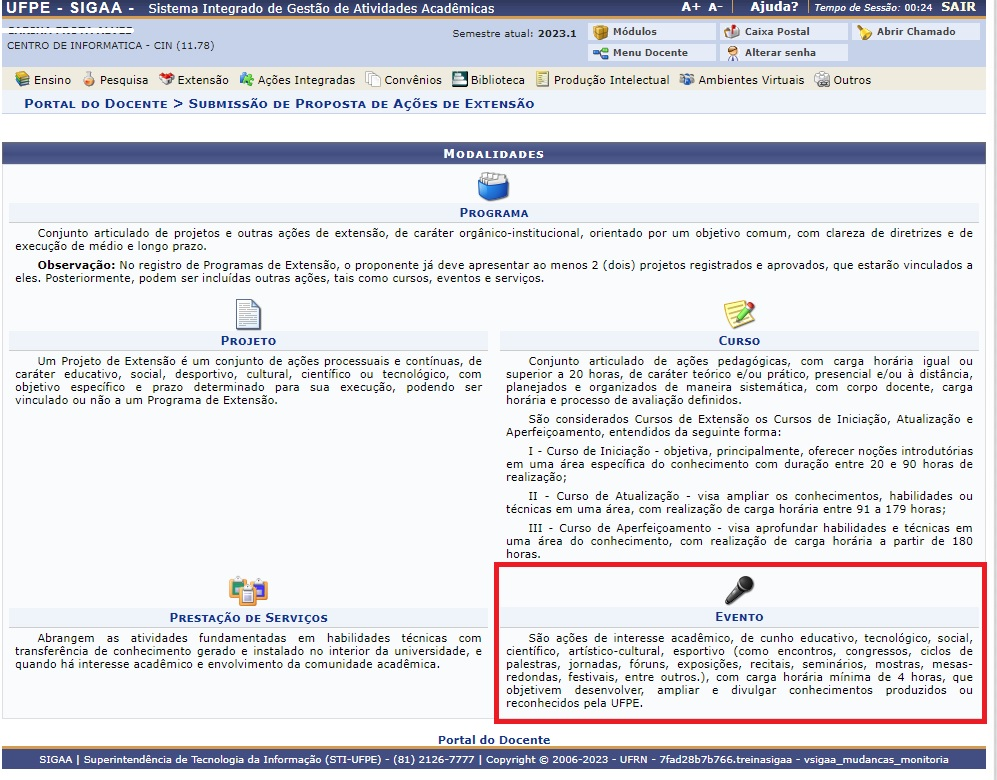 UFPE - SIGAA - Sistema Integrado de Gestão de Atividades Acadêmicas
A+ A- Ajuda? Tempo de Sessão: 00:24 SAIR
CENTRO DE INFORMATICA - CIN (11.78)
Semestre atual: 2023.1
Módulos
Caixa Postal
Abrir Chamado
Menu Docente
Alterar senha
Ensino Pesquisa Extensão Ações Integradas Convênios Biblioteca Produção Intelectual Ambientes Virtuais Outros
PORTAL DO DOCENTE > SUBMISSÃO DE PROPOSTA DE AÇÕES DE EXTENSÃO
MODALIDADES
PROGRAMA
Conjunto articulado de projetos e outras ações de extensão, de caráter orgânico-institucional, orientado por um objetivo comum, com clareza de diretrizes e de
execução de médio e longo prazo.
Observação: No registro de Programas de Extensão, o proponente já deve apresentar ao menos 2 (dois) projetos registrados e aprovados, que estarão vinculados a
eles. Posteriormente, podem ser incluídas outras ações, tais como cursos, eventos e serviços.
PROJETO
Um Projeto de Extensão é um conjunto de ações processuais e contínuas, de
caráter educativo, social, desportivo, cultural, científico ou tecnológico, com
objetivo específico e prazo determinado para sua execução, podendo ser
vinculado ou não a um Programa de Extensão.
CURSO
Conjunto articulado de ações pedagógicas, com carga horária igual ou
superior a 20 horas, de caráter teórico e/ou prático, presencial e/ou à distância,
planejados e organizados de maneira sistemática, com corpo docente, carga
horária e processo de avaliação definidos.
São considerados Cursos de Extensão os Cursos de Iniciação, Atualização e
Aperfeiçoamento, entendidos da seguinte forma:
I - Curso de Iniciação - objetiva, principalmente, oferecer noções introdutórias
em uma área específica do conhecimento com duração entre 20 e 90 horas de
realização;
II - Curso de Atualização - visa ampliar os conhecimentos, habilidades ou
técnicas em uma área, com realização de carga horária entre 91 a 179 horas;
III - Curso de Aperfeiçoamento - visa aprofundar habilidades e técnicas em
uma área do conhecimento, com realização de carga horária a partir de 180
horas.
PRESTAÇÃO DE SERVIÇOS
Abrangem as atividades fundamentadas em habilidades técnicas com
transferência de conhecimento gerado e instalado no interior da universidade, e
quando há interesse acadêmico e envolvimento da comunidade acadêmica.
EVENTO
São ações de interesse acadêmico, de cunho educativo, tecnológico, social,
científico, artístico-cultural, esportivo (como encontros, congressos, ciclos de
palestras, jornadas, fóruns, exposições, recitais, seminários, mostras, mesas-
redondas, festivais, entre outros.), com carga horária mínima de 4 horas, que
objetivem desenvolver, ampliar e divulgar conhecimentos produzidos ou
reconhecidos pela UFPE.
Portal do Docente
SIGAA | Superintendência de Tecnologia da Informação (STI-UFPE) - (81) 2126-7777 | Copyright © 2006-2023 - UFRN - 7fad28b7b766.treinasigaa - vsigaa_mudancas_monitoria